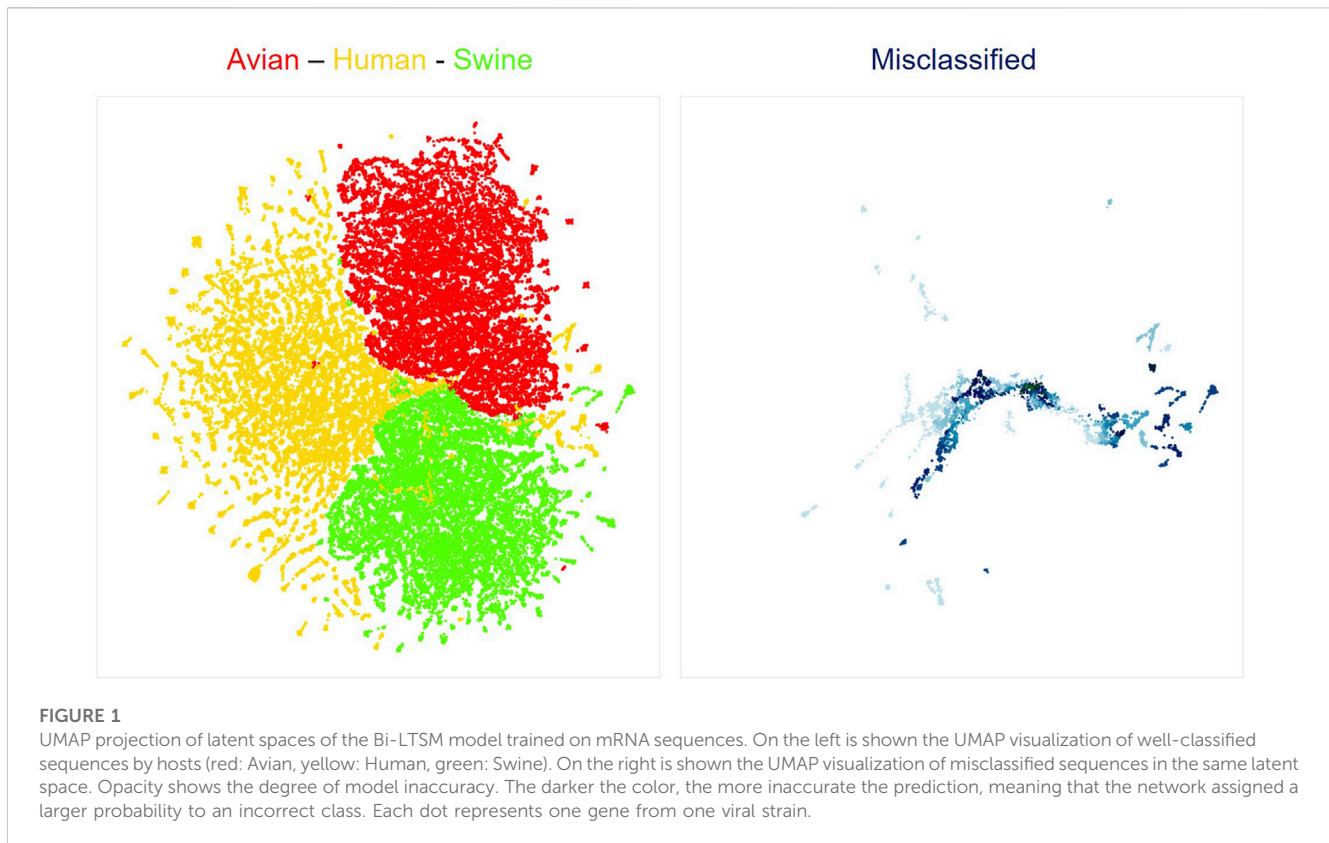 Avian – Human - Swine
Misclassified
FIGURE 1
UMAP projection of latent spaces of the Bi-LTSM model trained on mRNA sequences. On the left is shown the UMAP visualization of well-classified
sequences by hosts (red: Avian, yellow: Human, green: Swine). On the right is shown the UMAP visualization of misclassified sequences in the same latent
space. Opacity shows the degree of model inaccuracy. The darker the color, the more inaccurate the prediction, meaning that the network assigned a
larger probability to an incorrect class. Each dot represents one gene from one viral strain.